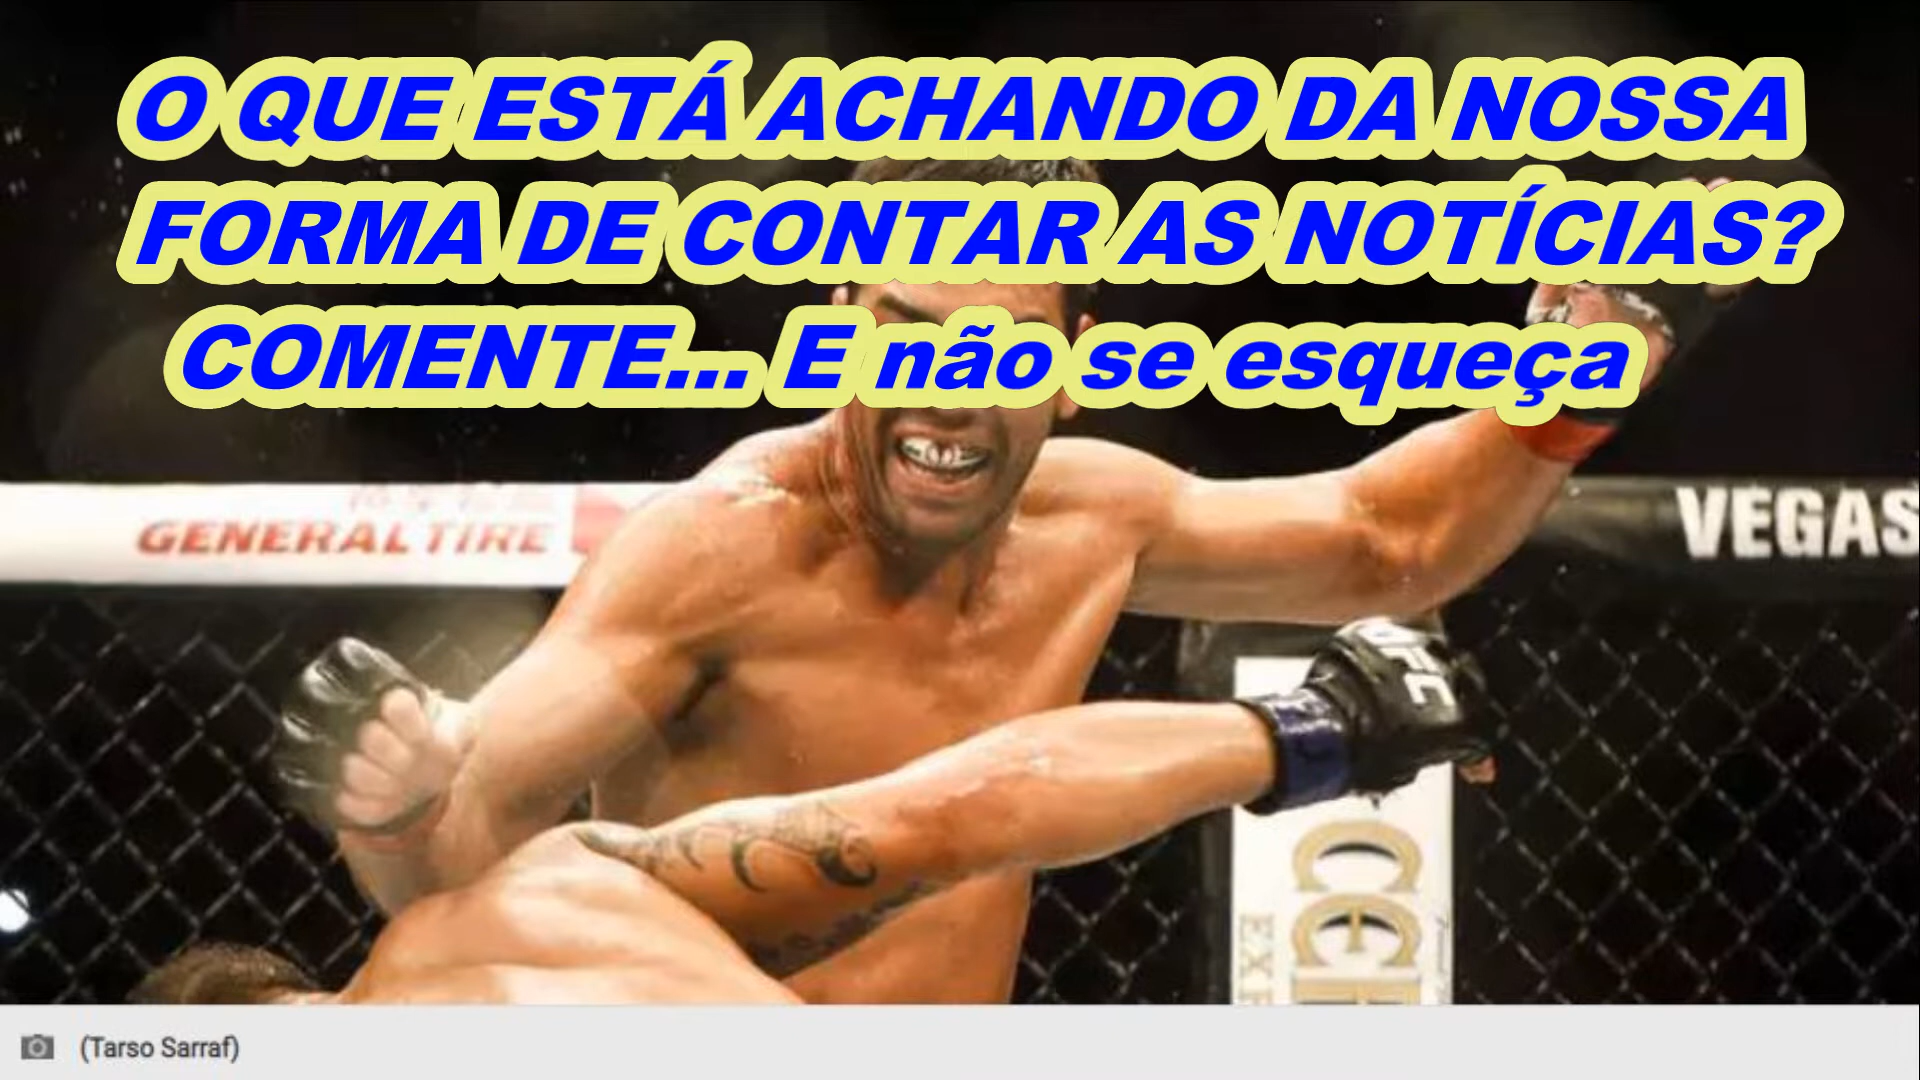 O QUE ESTÁ ACHANDO DA NOSSA
FORMA DE CONTAR AS NOTÍCIAS?
COMENTE... E não se esqueça
GENERAL TIRE
VEGAS
UFC
(Tarso Sarraf)